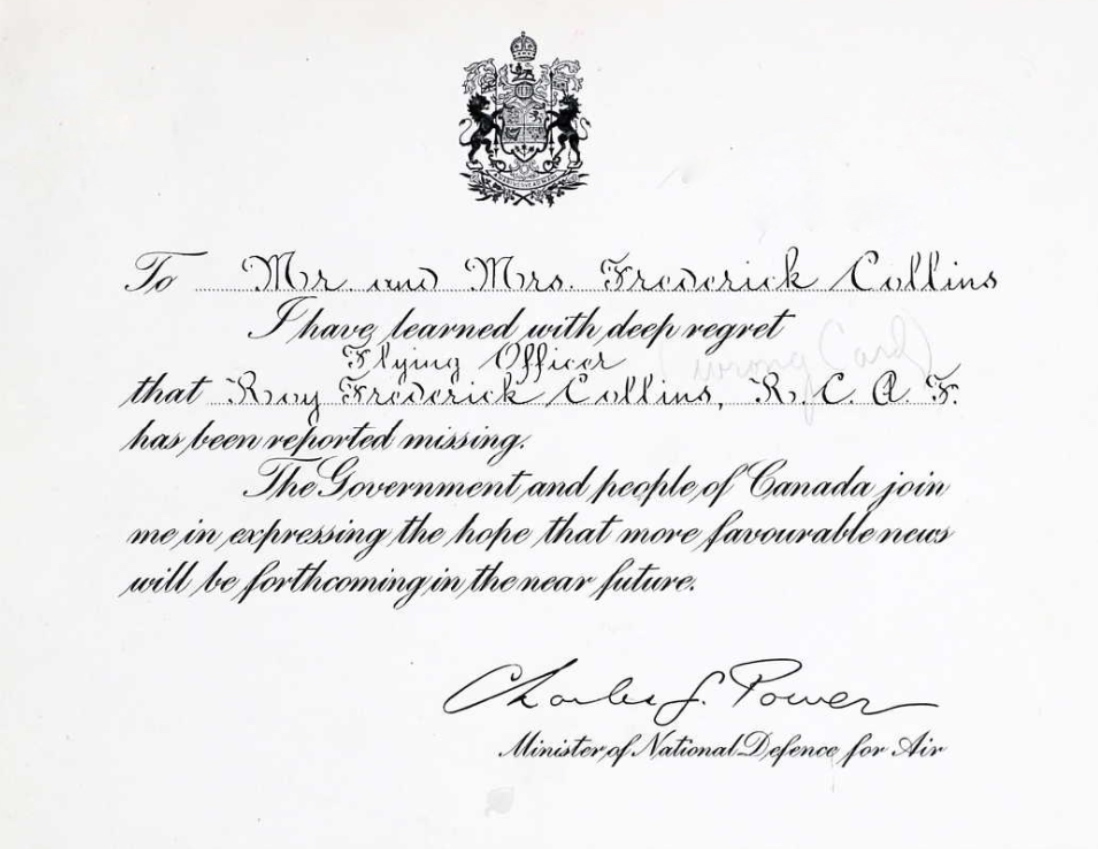 To Mr. and Mrs. Frederick Collins
I have learned with deep regret
(wrong Card)
Flying Officer
that Roy Frederick Collins, R. C. A. F.
has been reported missing.
The Government and people of Canada join
me in expressing the hope that more favourable news
will be forthcoming in the near future.
Charles G. Power
Minister of National Defence for Air